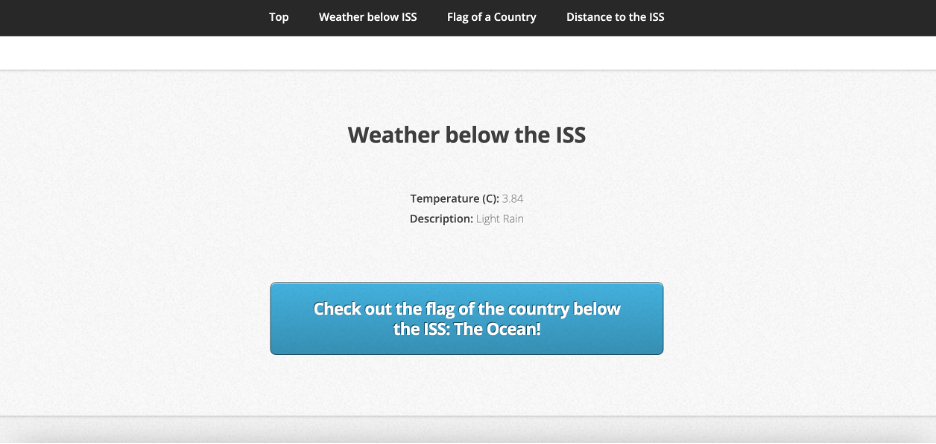 Top Weather below ISS Flag of a Country Distance to the ISS
Weather below the ISS
Temperature (C): 3.84
Description: Light Rain
Check out the flag of the country below
the ISS: The Ocean!